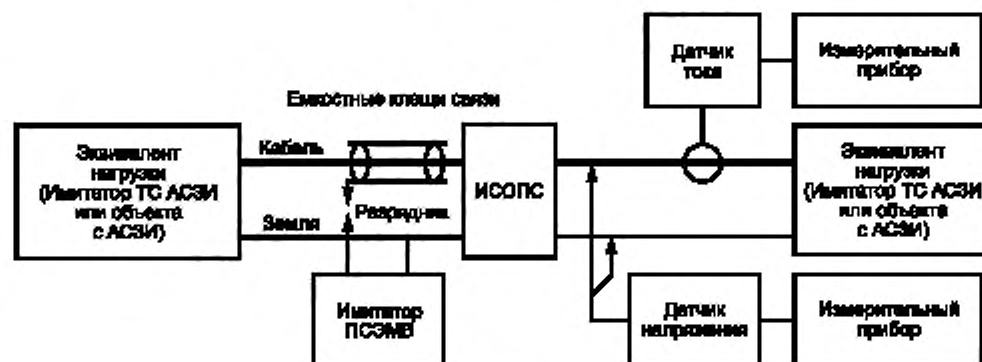 Датчик
тока
Измерительный
прибор
Емкостные клещи связи
Эквивалент
нагрузки
(Имитатор ТС АСЗИ
или объекта
с АСЗИ)
Кабель
Разрядник
Земля
ИСОПС
Эквивалент
нагрузки
(Имитатор ТС АСЗИ
или объекта
с АСЗИ)
Имитатор
ПСЭМВ
Датчик
напряжения
Измерительный
прибор